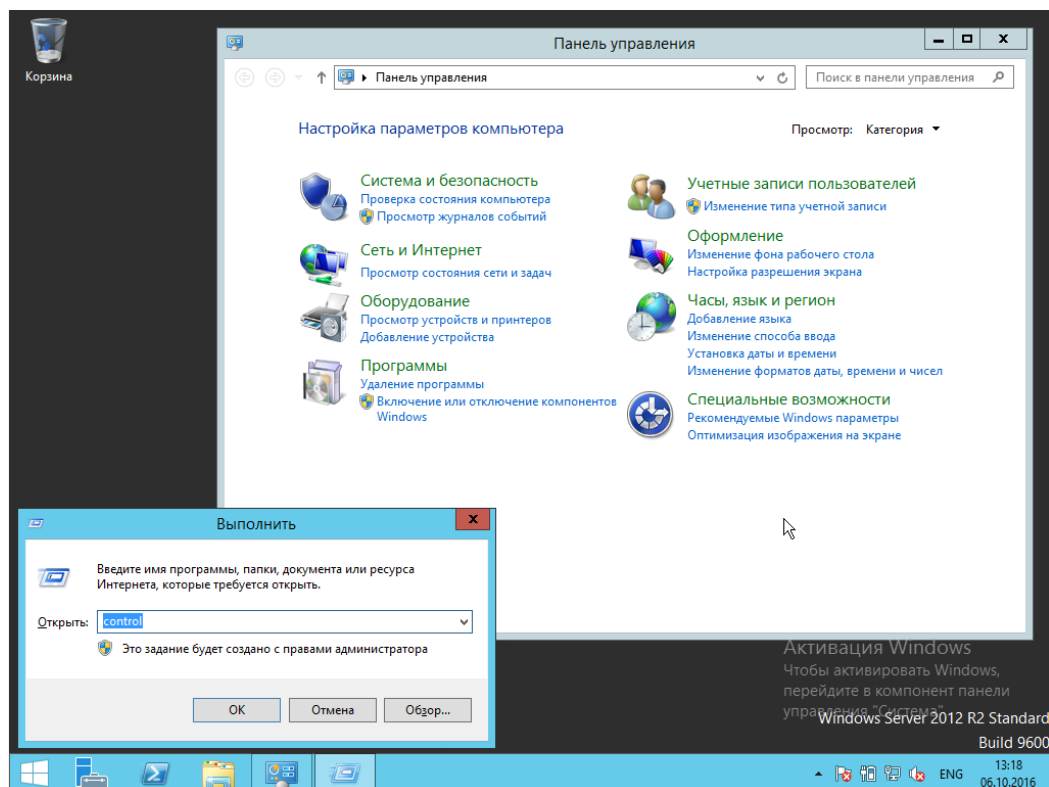 Корзина
Панель управления
Панель управления
Поиск в панели управления
Настройка параметров компьютера
Просмотр: Категория
Система и безопасность
Проверка состояния компьютера
Просмотр журналов событий
Сеть и Интернет
Просмотр состояния сети и задач
Оборудование
Просмотр устройств и принтеров
Добавление устройства
Программы
Удаление программы
Включение или отключение компонентов
Windows
Учетные записи пользователей
Изменение типа учетной записи
Оформление
Изменение фона рабочего стола
Настройка разрешения экрана
Часы, язык и регион
Добавление языка
Изменение способа ввода
Установка даты и времени
Изменение форматов даты, времени и чисел
Специальные возможности
Рекомендуемые Windows параметры
Оптимизация изображения на экране
Выполнить
Введите имя программы, папки, документа или ресурса
Интернета, которые требуется открыть.
Открыть: control
Это задание будет создано с правами администратора
ОК Отмена Обзор...
Активация Windows
Чтобы активировать Windows,
перейдите в компонент панели
управления "Система".
Windows Server 2012 R2 Standard
Build 9600
ENG
13:18
06.10.2016